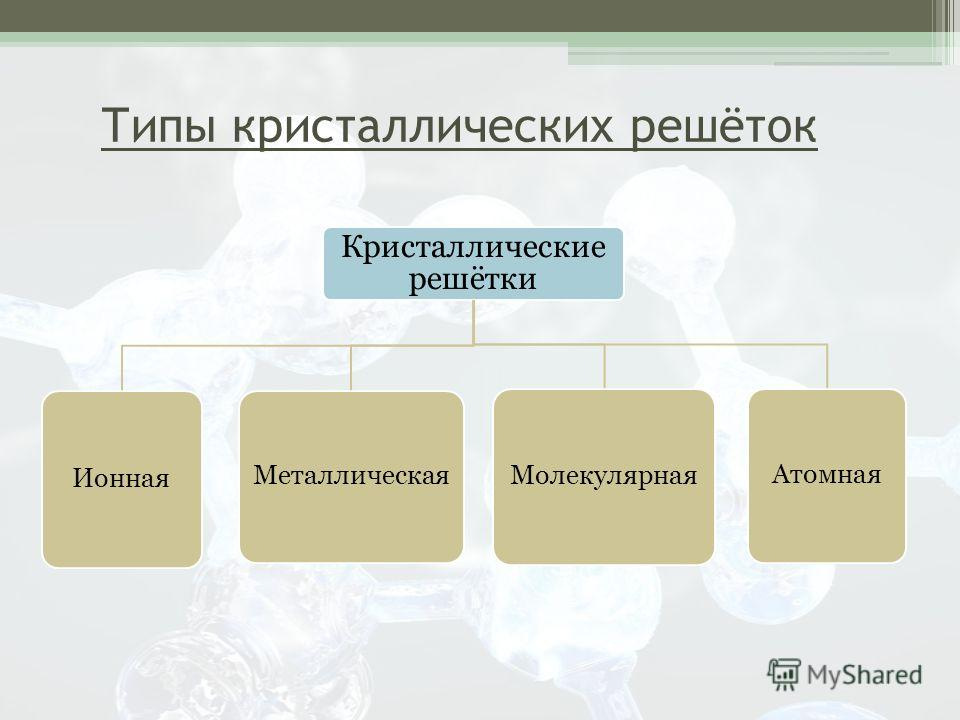 Типы кристаллических решёток
Кристаллические
решётки
Ионная
Металлическая
Молекулярная
Атомная
MyShared